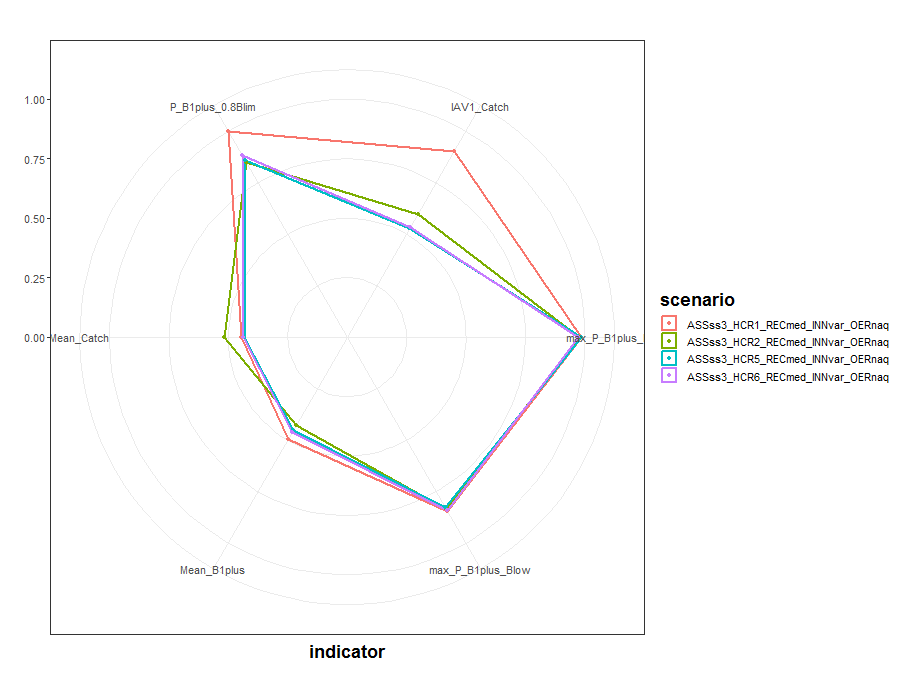 1.00
0.75
0.50
0.25
0.00
P_B1plus_0.8Blim
IAV1_Catch
Mean_Catch
max_P_B1plus_
Mean_B1plus
max_P_B1plus_Blow
indicator
scenario
ASSss3_HCR1_RECmed_INNvar_OERnaq
ASSss3_HCR2_RECmed_INNvar_OERnaq
ASSss3_HCR5_RECmed_INNvar_OERnaq
ASSss3_HCR6_RECmed_INNvar_OERnaq